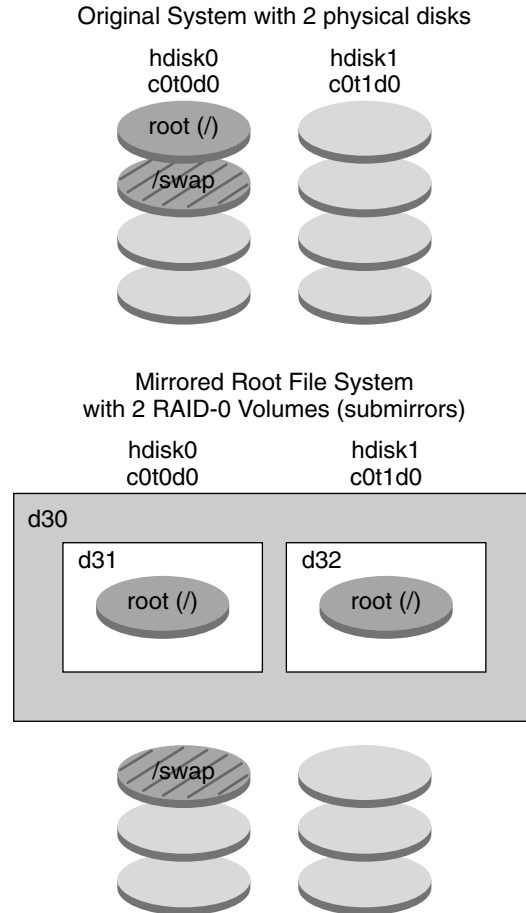 Original System with 2 physical disks
hdisk0
c0t0d0
hdisk1
c0t1d0
root (/)
/swap
Mirrored Root File System
with 2 RAID-0 Volumes (submirrors)
hdisk0
c0t0d0
hdisk1
c0t1d0
d30
d31
d32
root (/)
root (/)
/swap